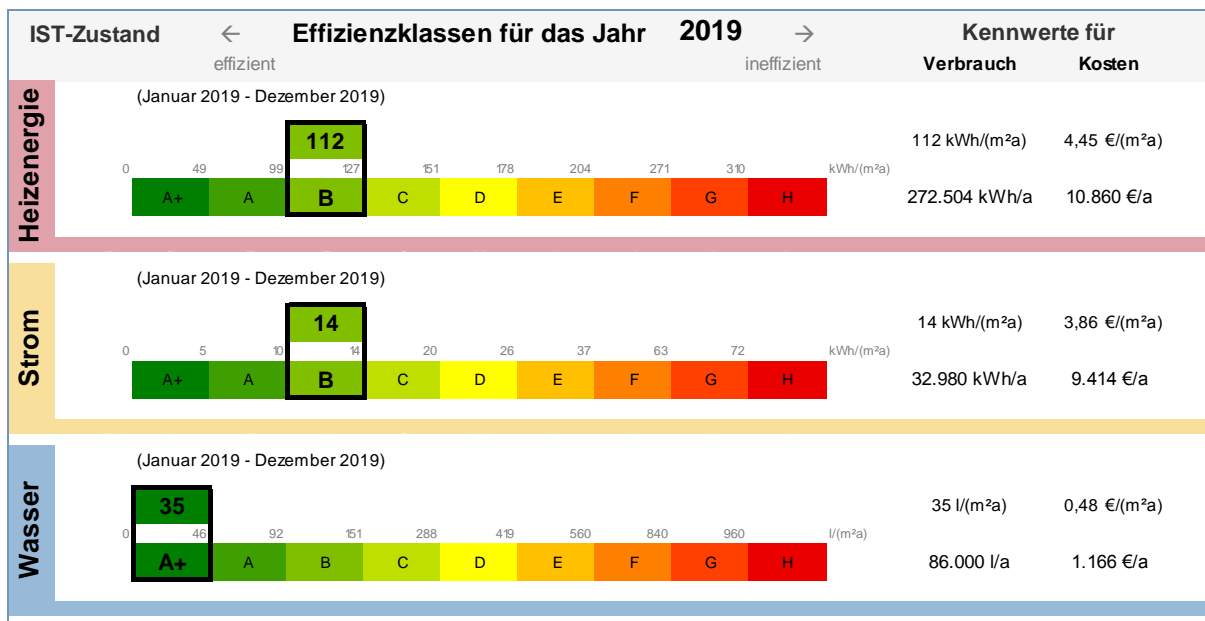 IST-Zustand ← Effizienzklassen für das Jahr 2019 → Kennwerte für
effizient ineffizient Verbrauch Kosten
Heizenergie
(Januar 2019 - Dezember 2019)
112 112 kWh/(m²a) 4,45 €/(m²a)
0 49 99 127 151 178 204 271 310 kWh/(m²a)
A+ A B C D E F G H 272.504 kWh/a 10.860 €/a
Strom
(Januar 2019 - Dezember 2019)
14 14 kWh/(m²a) 3,86 €/(m²a)
0 5 10 14 20 26 37 63 72 kWh/(m²a)
A+ A B C D E F G H 32.980 kWh/a 9.414 €/a
Wasser
(Januar 2019 - Dezember 2019)
35 35 l/(m²a) 0,48 €/(m²a)
0 46 92 151 288 419 560 840 960 l/(m²a)
A+ A B C D E F G H 86.000 l/a 1.166 €/a